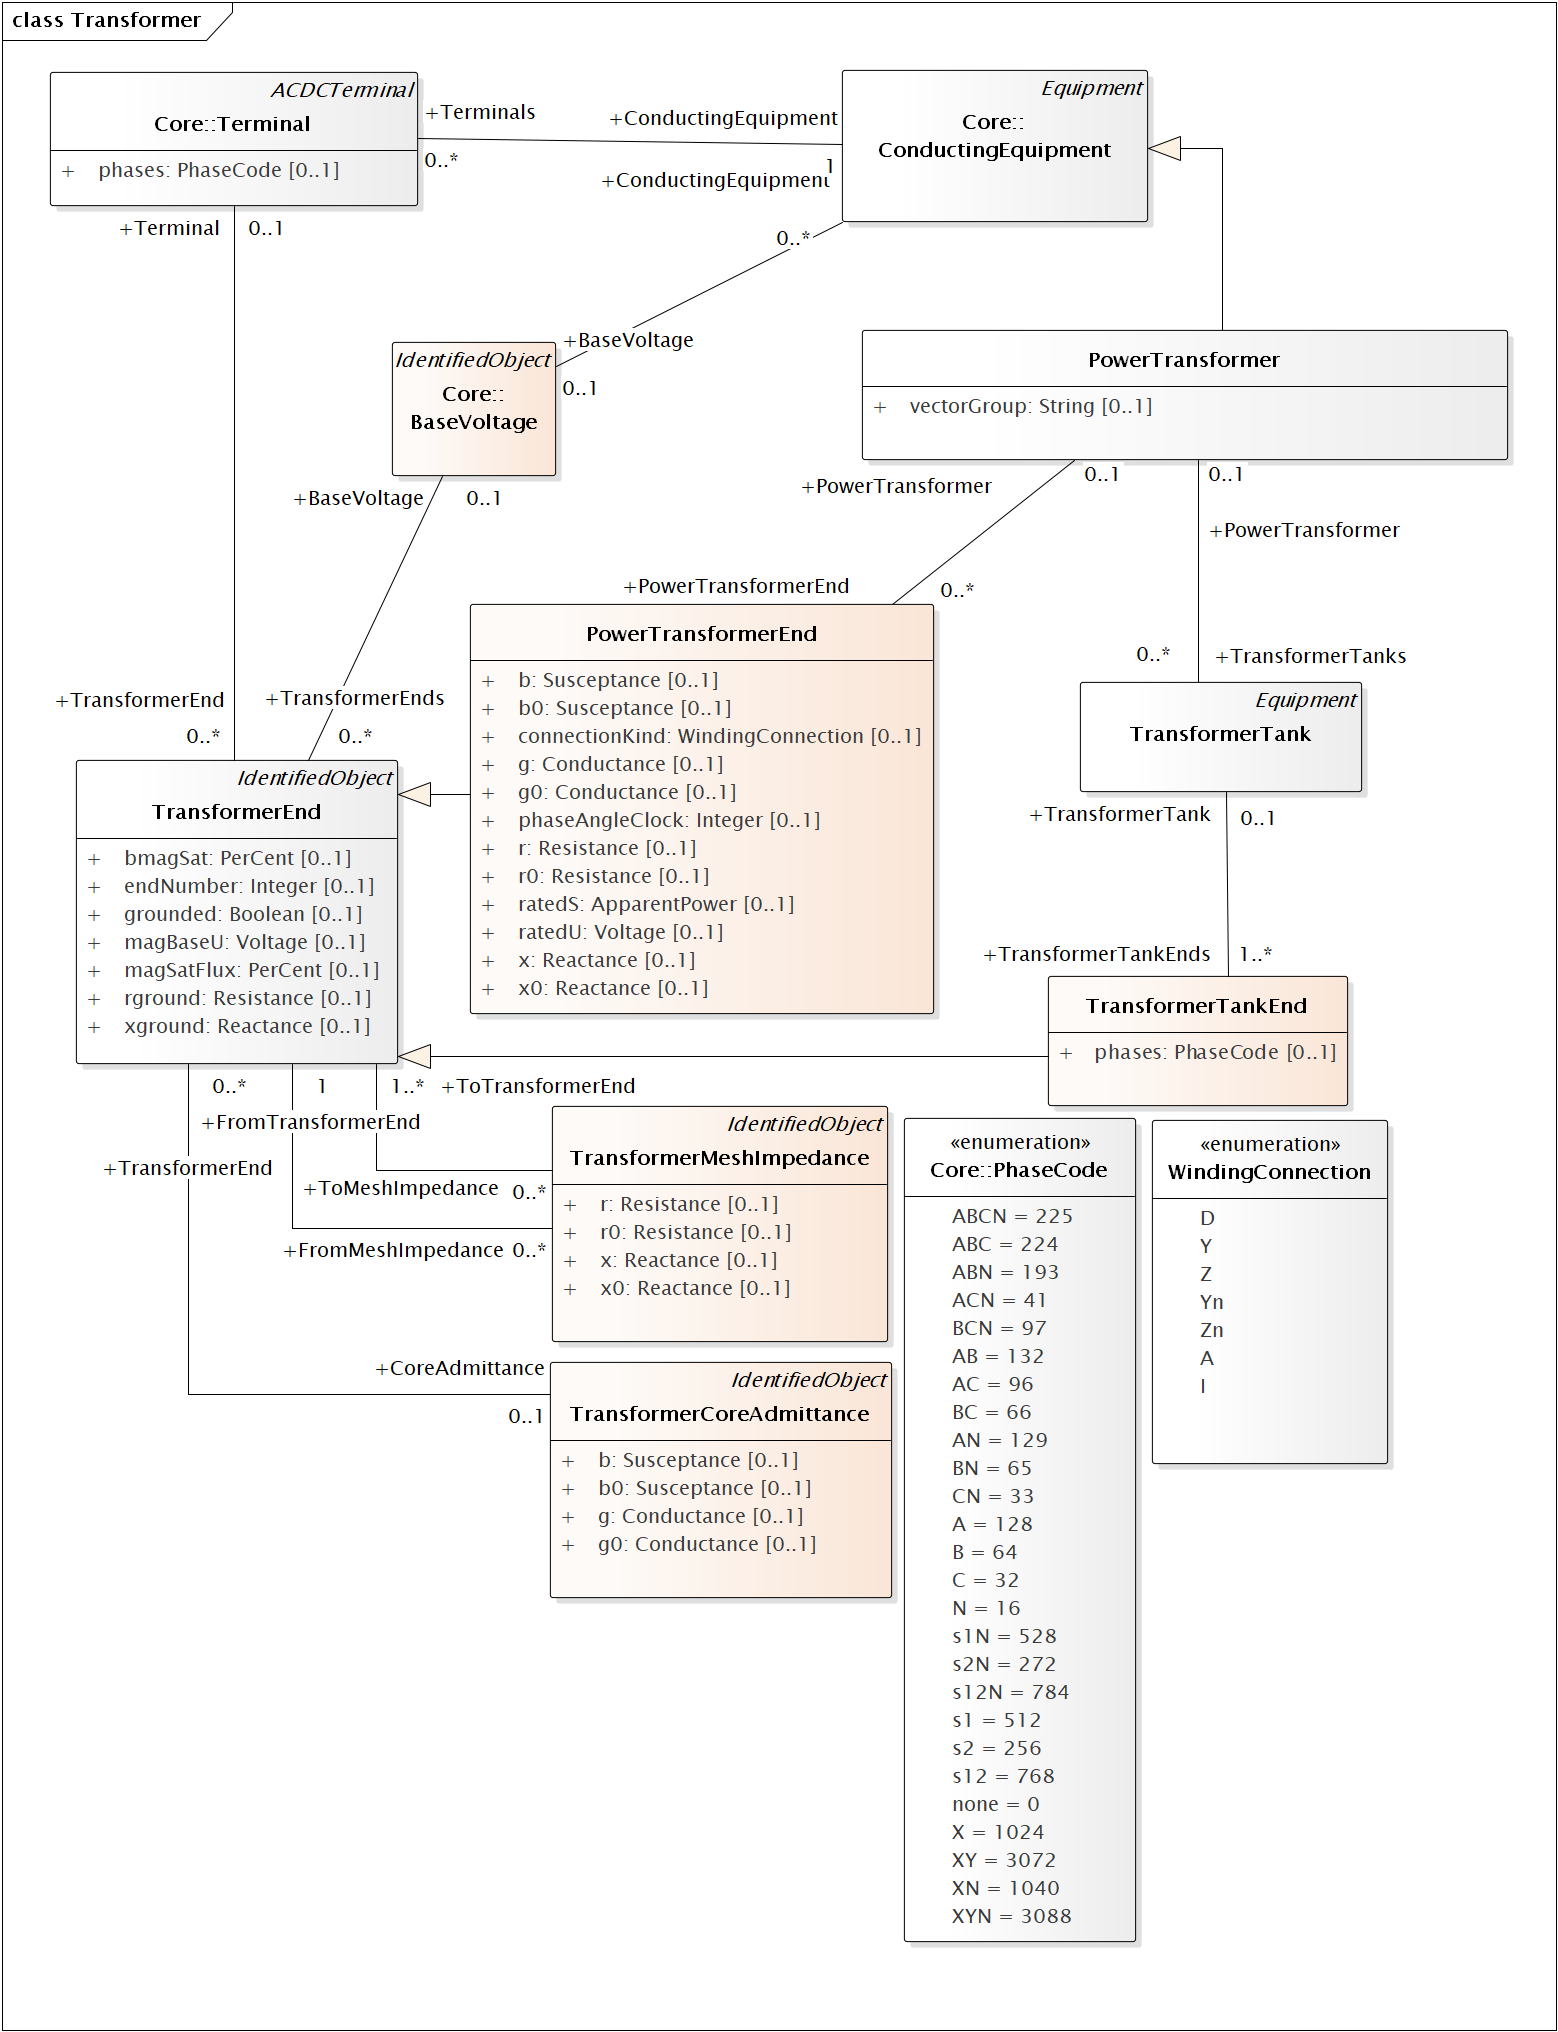 class Transformer
ACDCTerminal
Core::Terminal
+ phases: PhaseCode [0..1]
+Terminals
0..*
+ConductingEquipment
1
+ConductingEquipment
0..*
Equipment
Core::
ConductingEquipment
+Terminal
0..1
+BaseVoltage
0..1
IdentifiedObject
Core::
BaseVoltage
+BaseVoltage
0..1
PowerTransformer
+ vectorGroup: String [0..1]
+PowerTransformer
0..1
0..1
+PowerTransformer
+PowerTransformerEnd
0..*
0..*
+TransformerTanks
Equipment
TransformerTank
+TransformerTank
0..1
+TransformerTankEnds
1..*
TransformerTankEnd
+ phases: PhaseCode [0..1]
PowerTransformerEnd
+ b: Susceptance [0..1]
+ b0: Susceptance [0..1]
+ connectionKind: WindingConnection [0..1]
+ g: Conductance [0..1]
+ g0: Conductance [0..1]
+ phaseAngleClock: Integer [0..1]
+ r: Resistance [0..1]
+ r0: Resistance [0..1]
+ ratedS: ApparentPower [0..1]
+ ratedU: Voltage [0..1]
+ x: Reactance [0..1]
+ x0: Reactance [0..1]
+TransformerEnd
0..*
+TransformerEnds
0..*
IdentifiedObject
TransformerEnd
+ bmagSat: PerCent [0..1]
+ endNumber: Integer [0..1]
+ grounded: Boolean [0..1]
+ magBaseU: Voltage [0..1]
+ magSatFlux: PerCent [0..1]
+ rground: Resistance [0..1]
+ xground: Reactance [0..1]
0..*
1
1..*
+ToTransformerEnd
+FromTransformerEnd
+TransformerEnd
+ToMeshImpedance
0..*
+FromMeshImpedance
0..*
IdentifiedObject
TransformerMeshImpedance
+ r: Resistance [0..1]
+ r0: Resistance [0..1]
+ x: Reactance [0..1]
+ x0: Reactance [0..1]
+CoreAdmittance
0..1
IdentifiedObject
TransformerCoreAdmittance
+ b: Susceptance [0..1]
+ b0: Susceptance [0..1]
+ g: Conductance [0..1]
+ g0: Conductance [0..1]
«enumeration»
Core::PhaseCode
ABCN = 225
ABC = 224
ABN = 193
ACN = 41
BCN = 97
AB = 132
AC = 96
BC = 66
AN = 129
BN = 65
CN = 33
A = 128
B = 64
C = 32
N = 16
s1N = 528
s2N = 272
s12N = 784
s1 = 512
s2 = 256
s12 = 768
none = 0
X = 1024
XY = 3072
XN = 1040
XYN = 3088
«enumeration»
WindingConnection
D
Y
Z
Yn
Zn
A
I